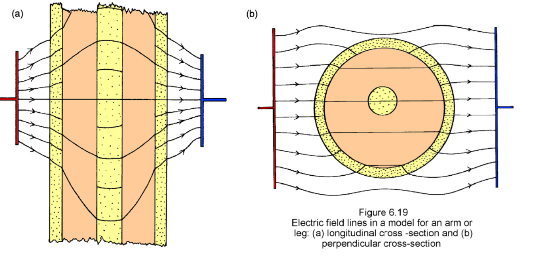 (a)
(b)
Figure 6.19
Electric field lines in a model for an arm or
leg: (a) longitudinal cross -section and (b)
perpendicular cross-section